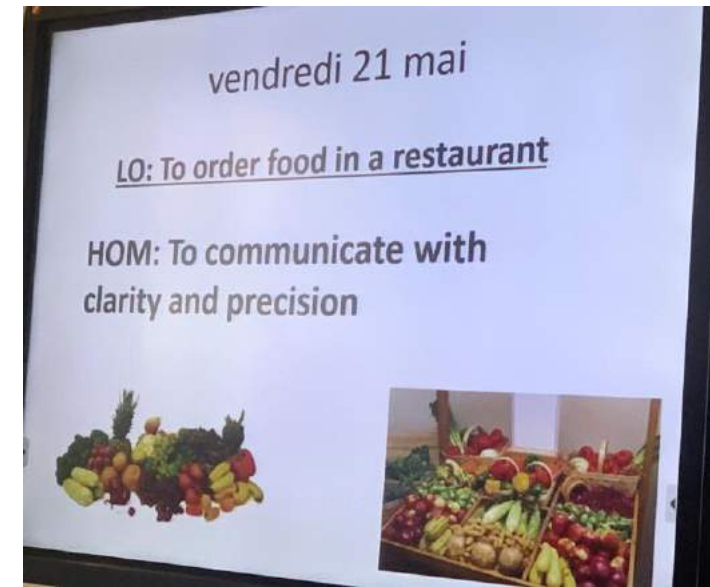 vendredi 21 mai
LO: To order food in a restaurant
HOM: To communicate with
clarity and precision